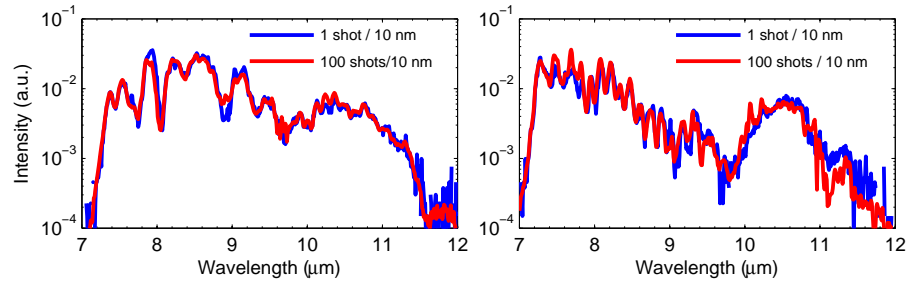 Intensity (a.u.)
10⁻¹
10⁻²
10⁻³
10⁻⁴
7 8 9 10 11 12
Wavelength (μm)
1 shot / 10 nm
100 shots/10 nm
10⁻¹
10⁻²
10⁻³
10⁻⁴
7 8 9 10 11 12
Wavelength (μm)
1 shot / 10 nm
100 shots / 10 nm